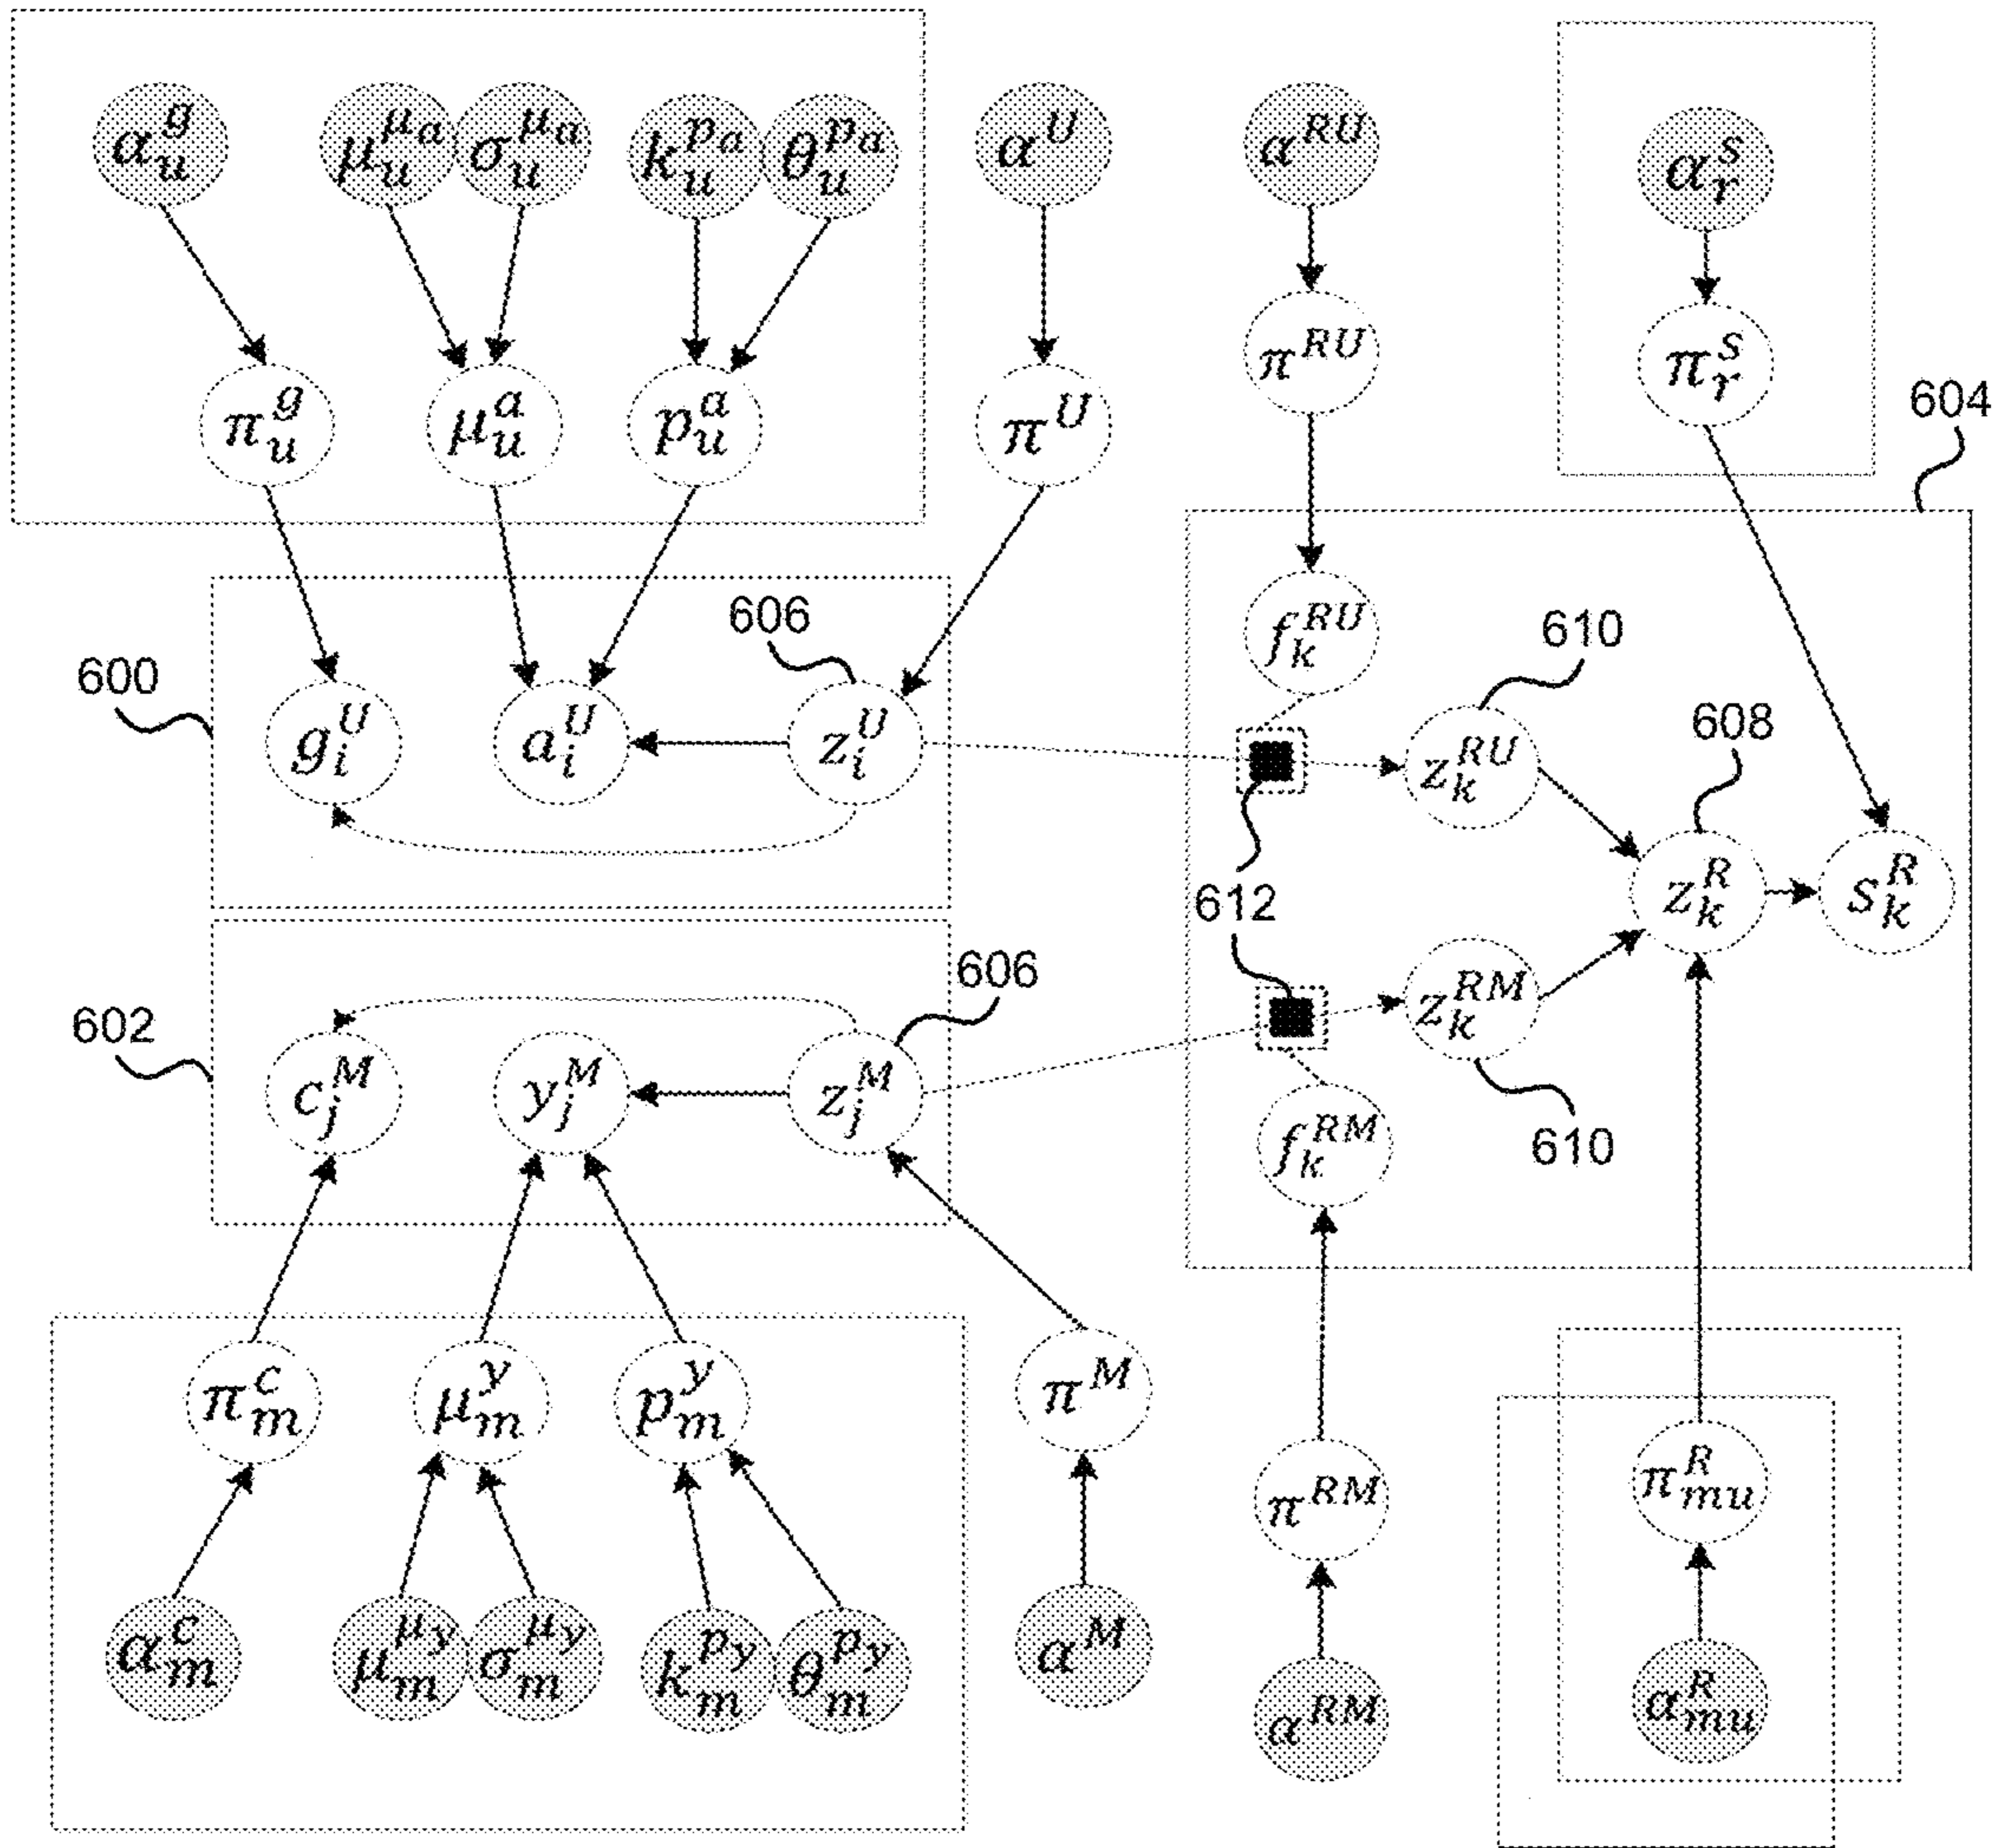 α_u^g μ_u^{μ_a} σ_u^{μ_a} k_u^{p_a} θ_u^{p_a} α^U α^{RU} α_r^s
π^{RU} π_r^s
604
π_u^g μ_u^a p_u^a π^U
606 f_k^{RU} 610
600
g_i^U a_i^U z_i^U z_k^{RU} 608
612 z_k^R S_k^R
606 z_k^{RM}
602
c_j^M y_j^M z_j^M f_k^{RM} 610
π_m^c μ_m^y p_m^y π^M
π^{RM} π_{mu}^R
α_m^c μ_m^{μ_y} σ_m^{μ_y} k_m^{p_y} θ_m^{p_y} α^M
α^{RM} α_{mu}^R